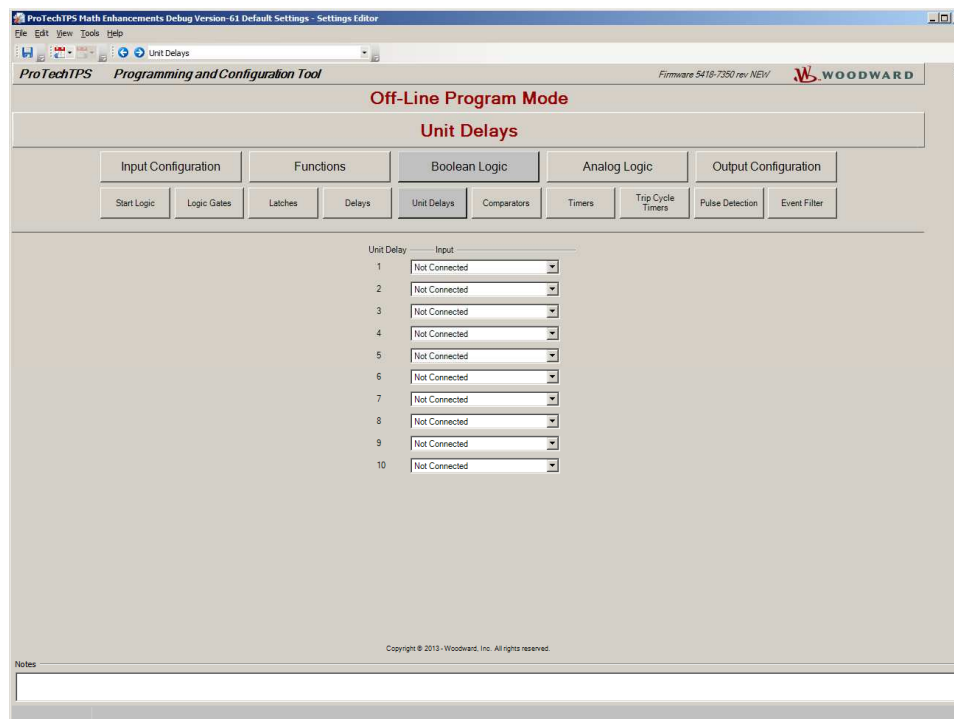 ProTechTPS Math Enhancements Debug Version-61 Default Settings - Settings Editor
File Edit View Tools Help
Unit Delays
ProTechTPS Programming and Configuration Tool Firmware 5418-7350 rev NEW WOODWARD
Off-Line Program Mode
Unit Delays
Input Configuration Functions Boolean Logic Analog Logic Output Configuration
Start Logic Logic Gates Latches Delays Unit Delays Comparators Timers Trip Cycle Timers Pulse Detection Event Filter
Unit Delay Input
1 Not Connected
2 Not Connected
3 Not Connected
4 Not Connected
5 Not Connected
6 Not Connected
7 Not Connected
8 Not Connected
9 Not Connected
10 Not Connected
Copyright © 2013 - Woodward, Inc. All rights reserved.
Notes